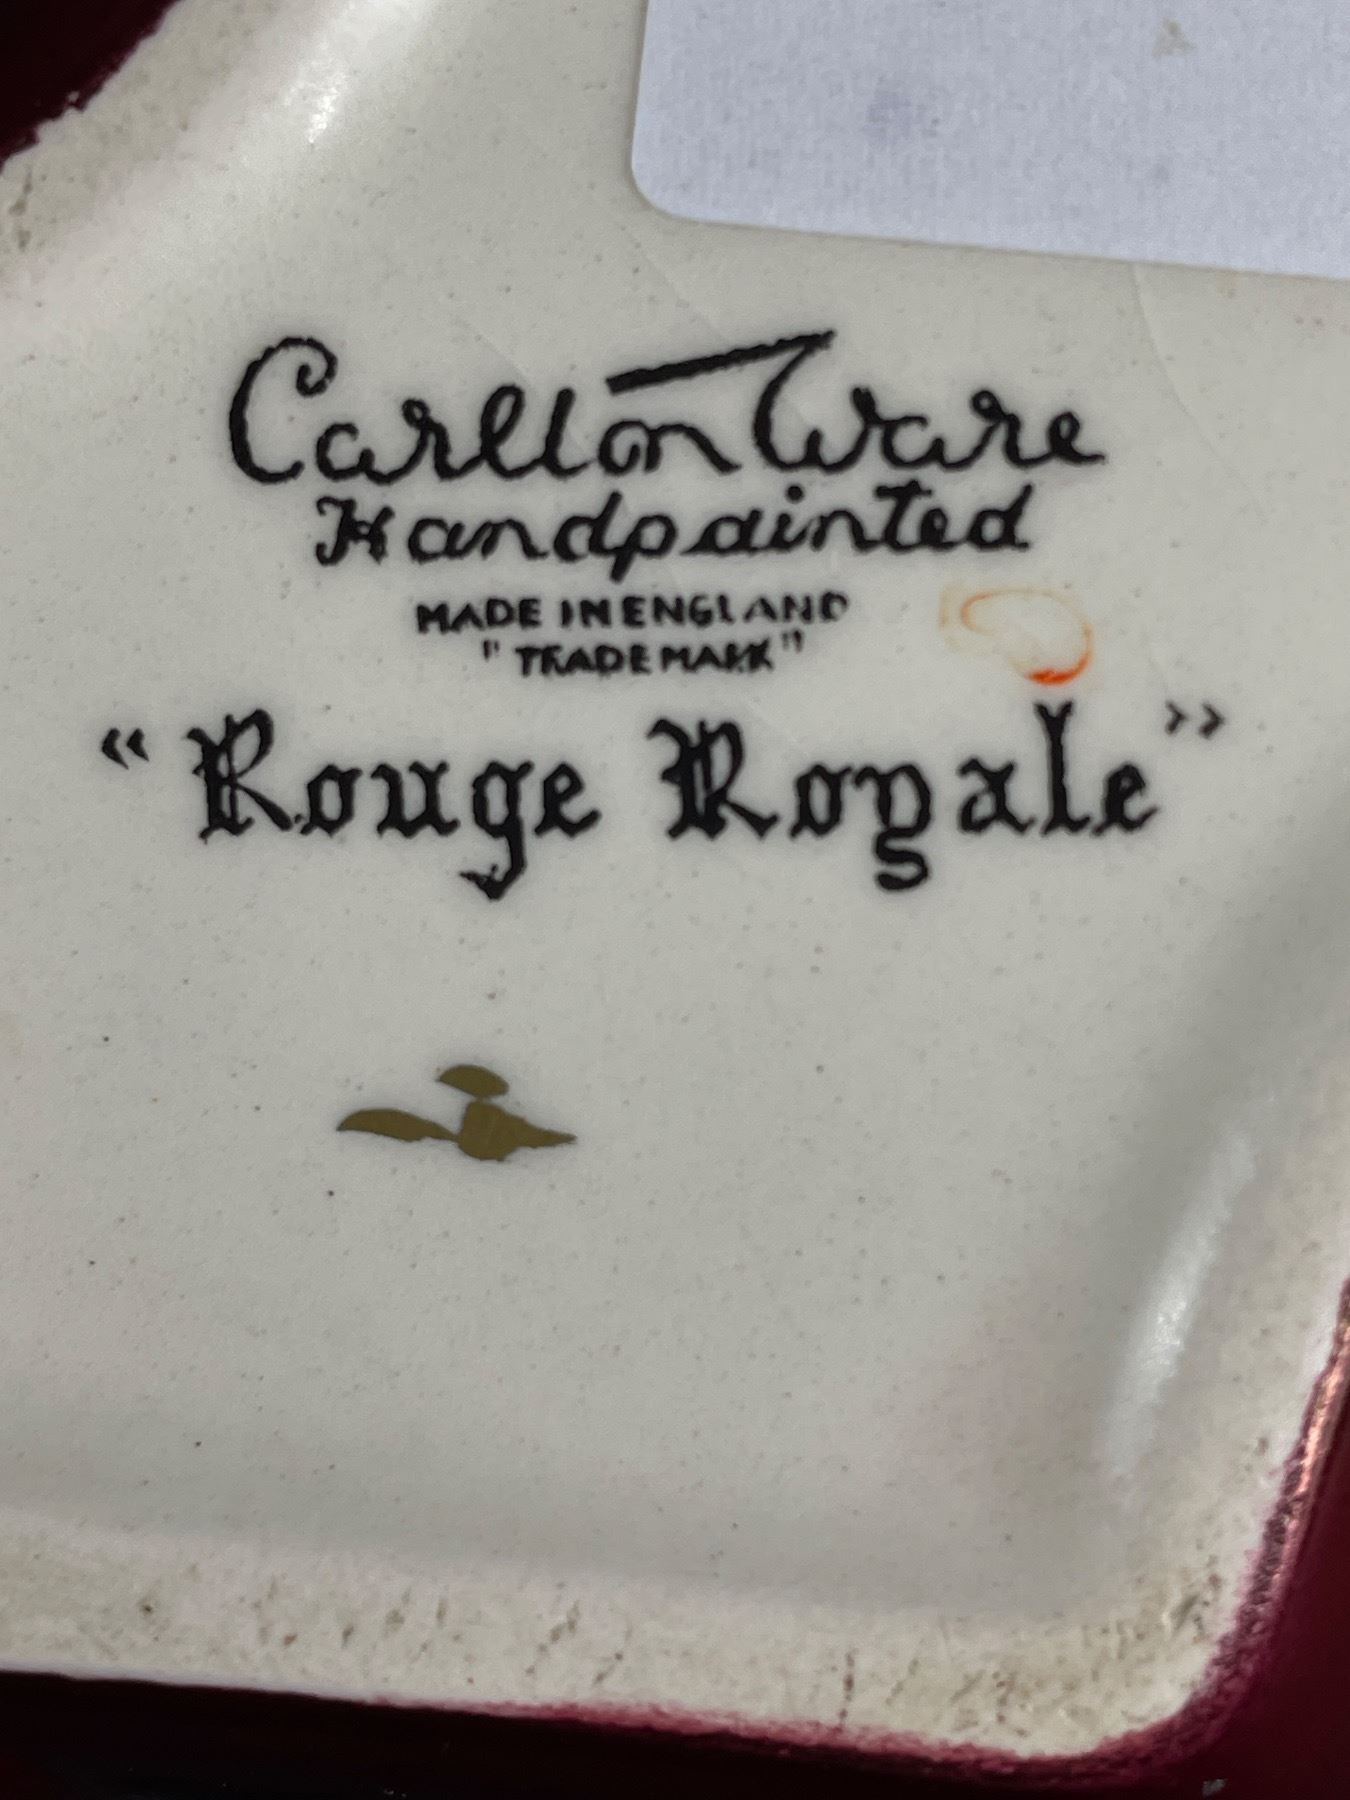 Carlton Ware
Handpainted
MADE IN ENGLAND
"TRADE MARK"
"Rouge Royale"